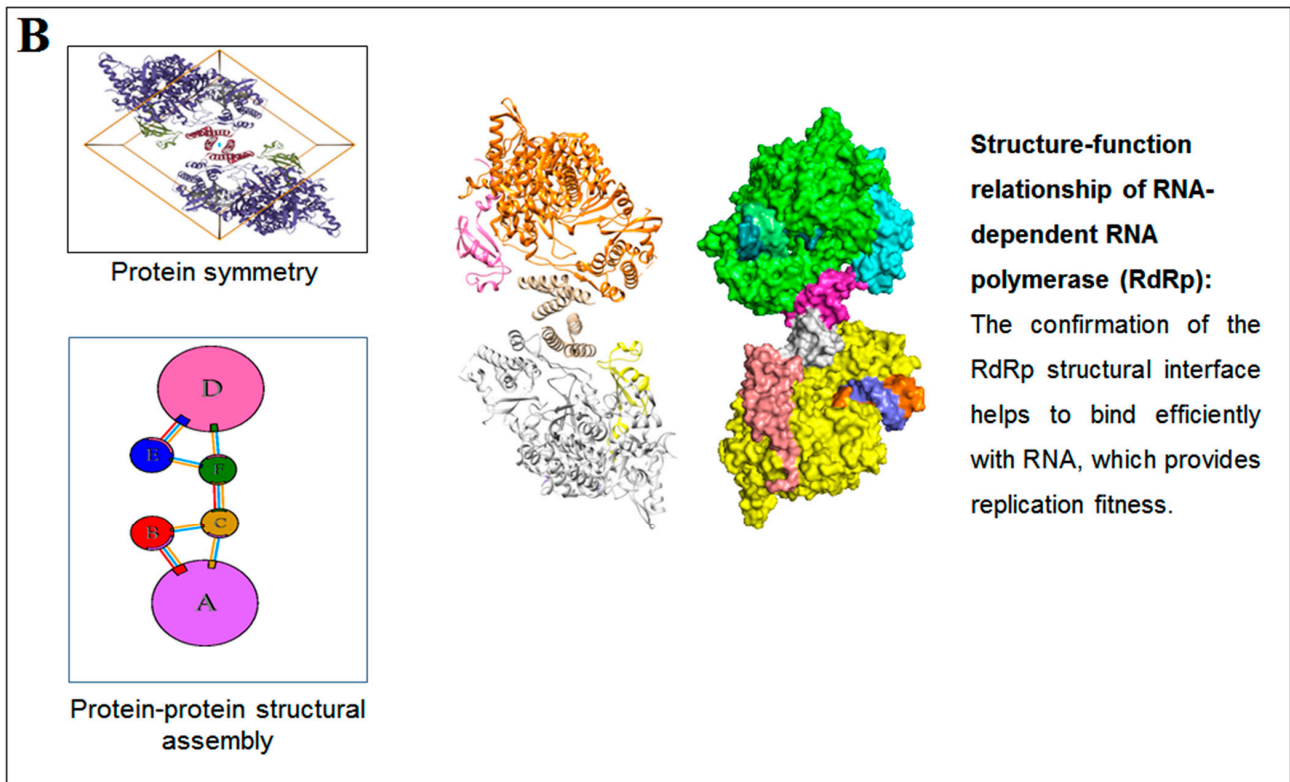 B
Protein symmetry
D
E
F
B
C
A
Protein-protein structural
assembly
Structure-function
relationship of RNA-
dependent RNA
polymerase (RdRp):
The confirmation of the
RdRp structural interface
helps to bind efficiently
with RNA, which provides
replication fitness.